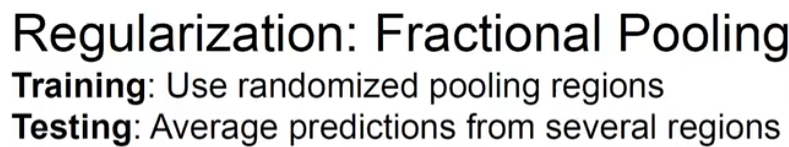 Regularization: Fractional Pooling
Training: Use randomized pooling regions
Testing: Average predictions from several regions